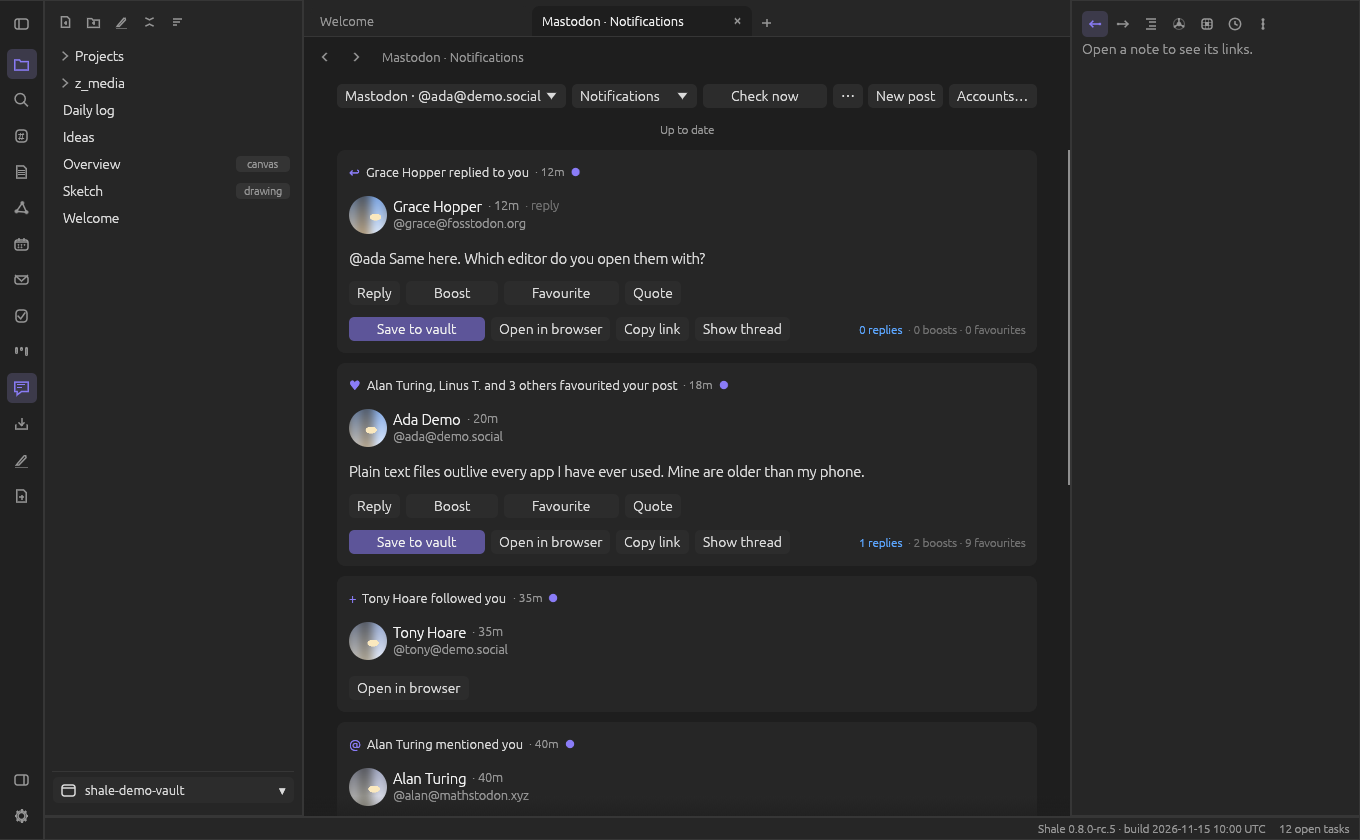 Welcome
Mastodon · Notifications
Mastodon · Notifications
Projects
z_media
Daily log
Ideas
Overview canvas
Sketch drawing
Welcome
shale-demo-vault
Mastodon · @ada@demo.social Notifications Check now ··· New post Accounts…
Up to date
Grace Hopper replied to you · 12m
Grace Hopper · 12m · reply
@grace@fosstodon.org
@ada Same here. Which editor do you open them with?
Reply Boost Favourite Quote
Save to vault Open in browser Copy link Show thread 0 replies · 0 boosts · 0 favourites
Alan Turing, Linus T. and 3 others favourited your post · 18m
Ada Demo · 20m
@ada@demo.social
Plain text files outlive every app I have ever used. Mine are older than my phone.
Reply Boost Favourite Quote
Save to vault Open in browser Copy link Show thread 1 replies · 2 boosts · 9 favourites
+ Tony Hoare followed you · 35m
Tony Hoare · 35m
@tony@demo.social
Open in browser
@ Alan Turing mentioned you · 40m
Alan Turing · 40m
@alan@mathstodon.xyz
Open a note to see its links.
Shale 0.8.0-rc.5 · build 2026-11-15 10:00 UTC 12 open tasks